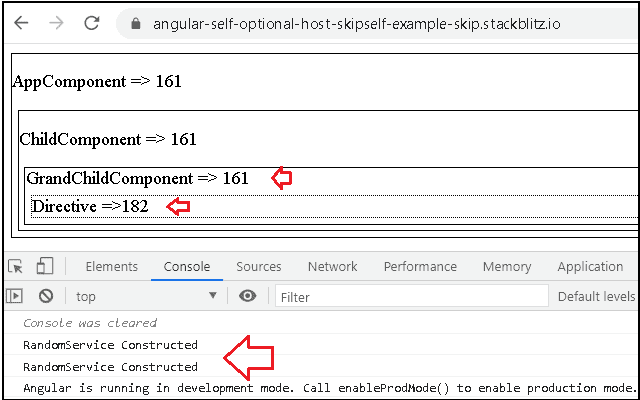 angular-self-optional-host-skipself-example-skip.stackblitz.io
AppComponent => 161
ChildComponent => 161
GrandChildComponent => 161
Directive =>182
Elements Console Sources Network Performance Memory Application
top Filter Default levels
Console was cleared
RandomService Constructed
RandomService Constructed
Angular is running in development mode. Call enableProdMode() to enable production mode.